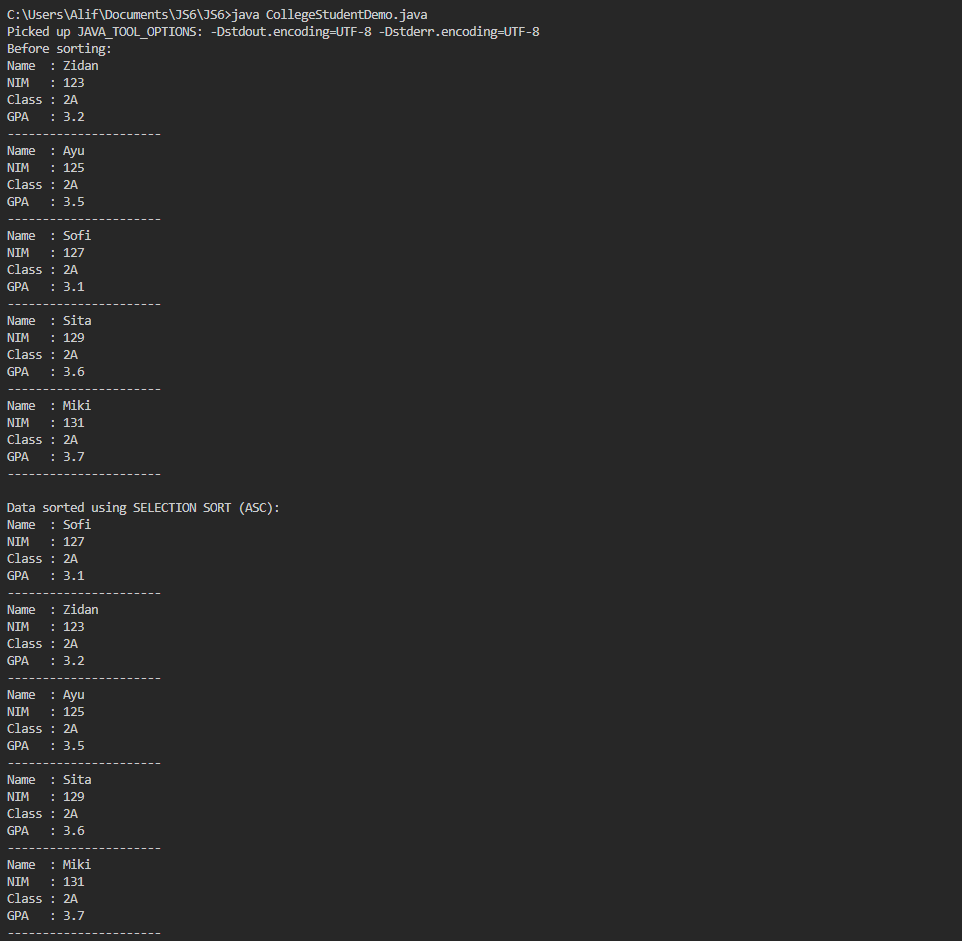 C:\Users\Alif\Documents\JS6\JS6>java CollegeStudentDemo.java
Picked up JAVA_TOOL_OPTIONS: -Dstdout.encoding=UTF-8 -Dstderr.encoding=UTF-8
Before sorting:
Name  : Zidan
NIM   : 123
Class : 2A
GPA   : 3.2
----------------------
Name  : Ayu
NIM   : 125
Class : 2A
GPA   : 3.5
----------------------
Name  : Sofi
NIM   : 127
Class : 2A
GPA   : 3.1
----------------------
Name  : Sita
NIM   : 129
Class : 2A
GPA   : 3.6
----------------------
Name  : Miki
NIM   : 131
Class : 2A
GPA   : 3.7
----------------------
Data sorted using SELECTION SORT (ASC):
Name  : Sofi
NIM   : 127
Class : 2A
GPA   : 3.1
----------------------
Name  : Zidan
NIM   : 123
Class : 2A
GPA   : 3.2
----------------------
Name  : Ayu
NIM   : 125
Class : 2A
GPA   : 3.5
----------------------
Name  : Sita
NIM   : 129
Class : 2A
GPA   : 3.6
----------------------
Name  : Miki
NIM   : 131
Class : 2A
GPA   : 3.7
----------------------